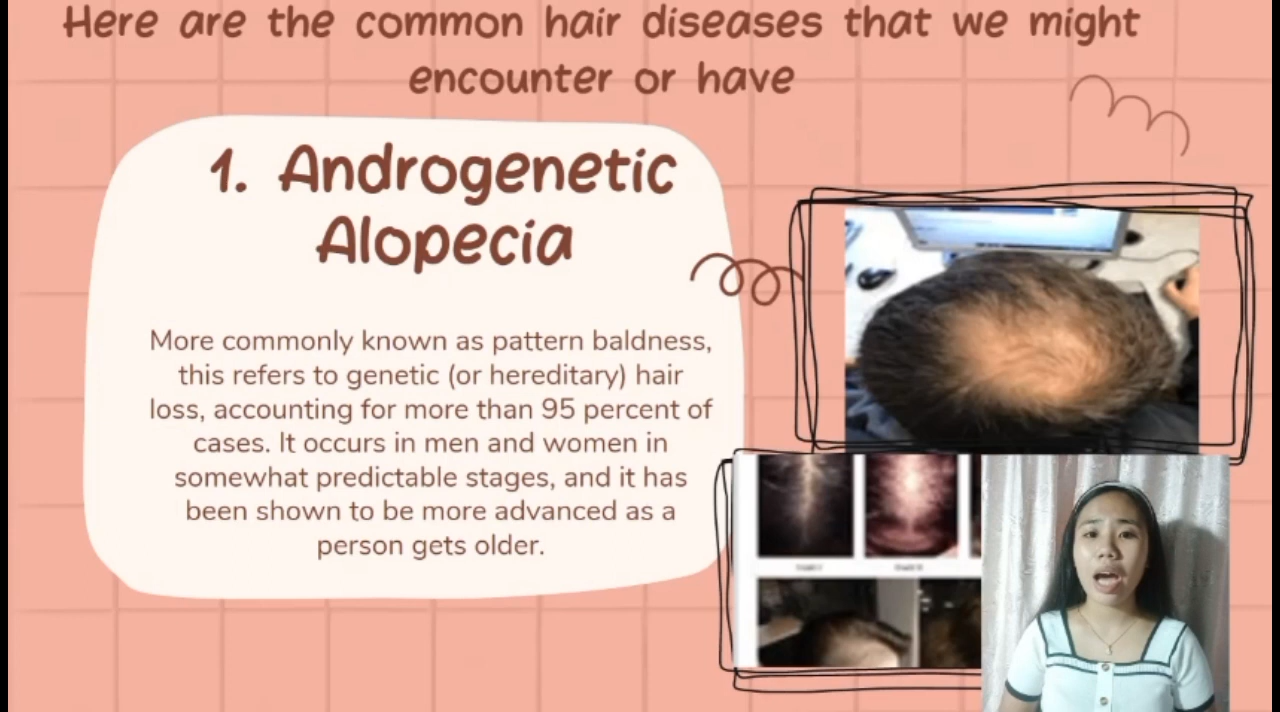 Here are the common hair diseases that we might
encounter or have
1. Androgenetic
Alopecia
More commonly known as pattern baldness,
this refers to genetic (or hereditary) hair
loss, accounting for more than 95 percent of
cases. It occurs in men and women in
somewhat predictable stages, and it has
been shown to be more advanced as a
person gets older.